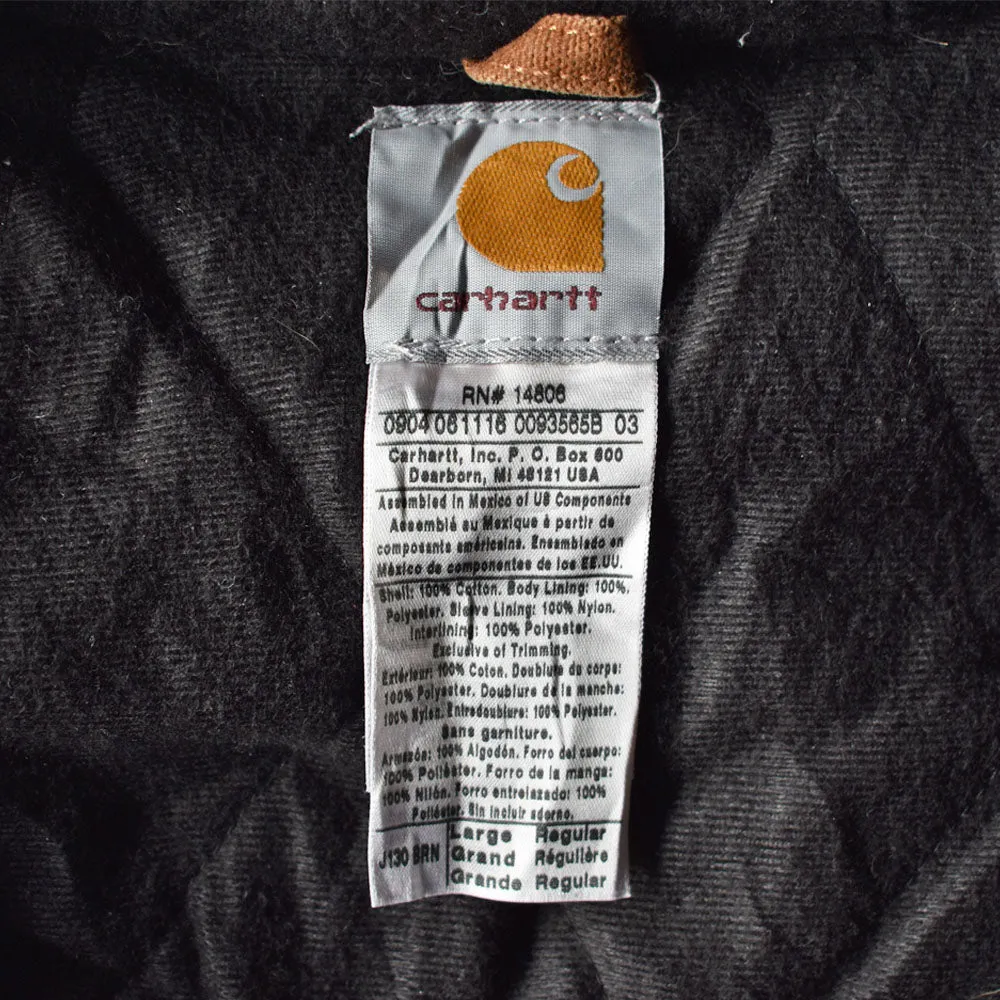 carhartt
RN# 14806
0904 061116 0093565B 03
Carhartt, Inc. P. O. Box 600
Dearborn, MI 48121 USA
Assembled in Mexico of US Components
Assemblé au Mexique à partir de
composants américains. Ensamblado en
México de componentes de los EE.UU.
Shell: 100% Cotton. Body Lining: 100%,
Polyester. Sleeve Lining: 100% Nylon.
Interlining: 100% Polyester.
Exclusive of Trimming.
Extérieur: 100% Coton. Doublure du corps:
100% Polyester. Doublure de la manche:
100% Nylon. Entredoublure: 100% Polyester.
Sans garniture.
Armazón: 100% Algodón. Forro del cuerpo:
100% Poliéster. Forro de la manga:
100% Nilón. Forro entrelazado: 100%
Poliéster. Sin incluir adorno.
J130 BRN
Large Regular
Grand Régulière
Grande Regular